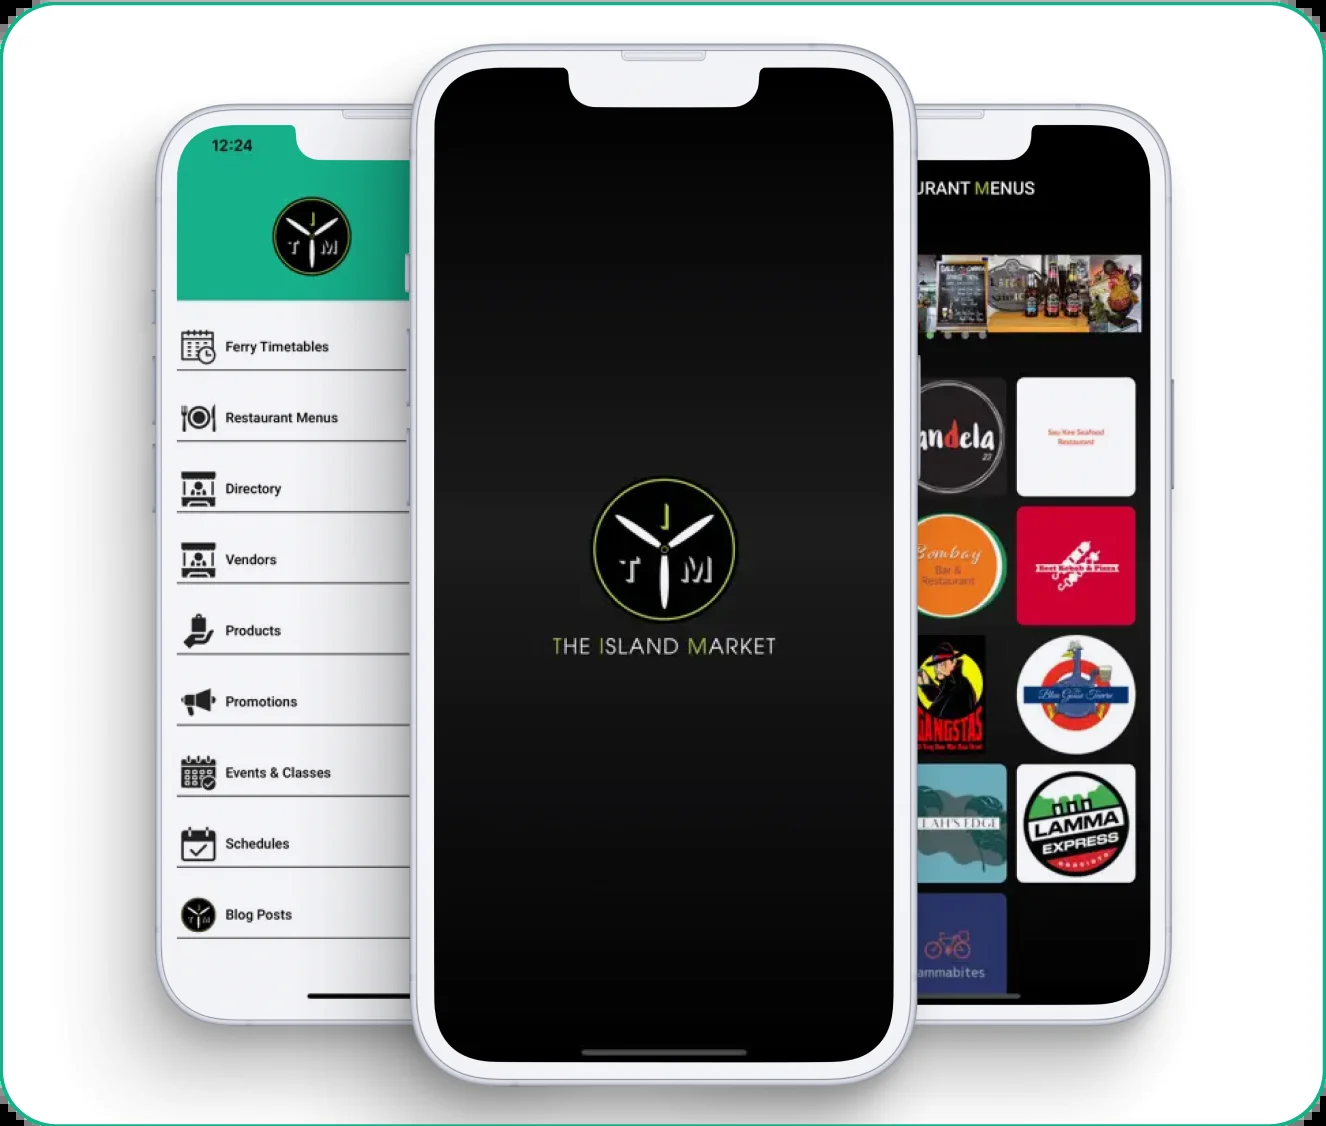 12:24
I
T M
Ferry Timetables
Restaurant Menus
Directory
Vendors
Products
Promotions
Events & Classes
Schedules
T M
Blog Posts
I
T M
THE ISLAND MARKET
URANT MENUS
andela
27
Sau Kee Seafood
Restaurant
Bombay
Bar &
Restaurant
Best Kebab & Pizza
GANGSTAS
The
Blue Goose Tavern
LAH'S EDGE
LAMMA
EXPRESS
ammabites